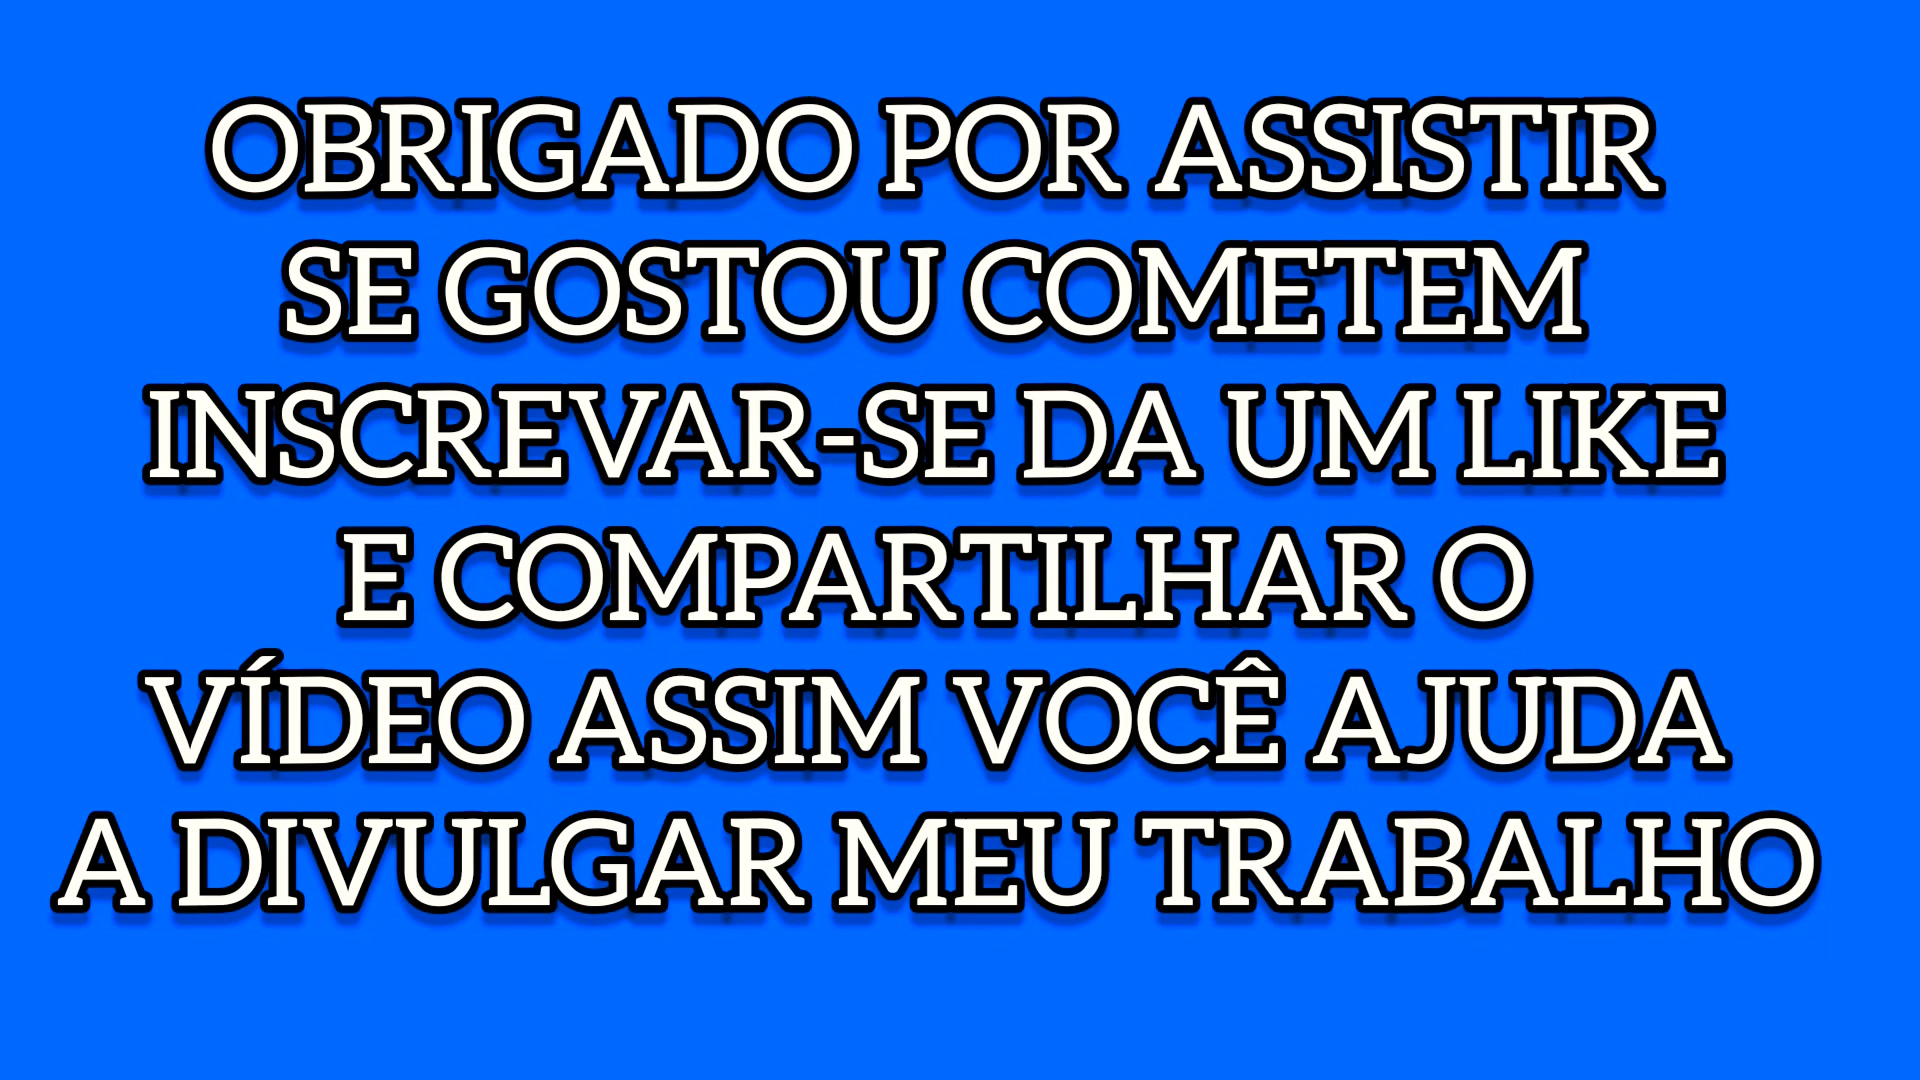 OBRIGADO POR ASSISTIR
SE GOSTOU COMETEM
INSCREVAR-SE DA UM LIKE
E COMPARTILHAR O
VÍDEO ASSIM VOCÊ AJUDA
A DIVULGAR MEU TRABALHO